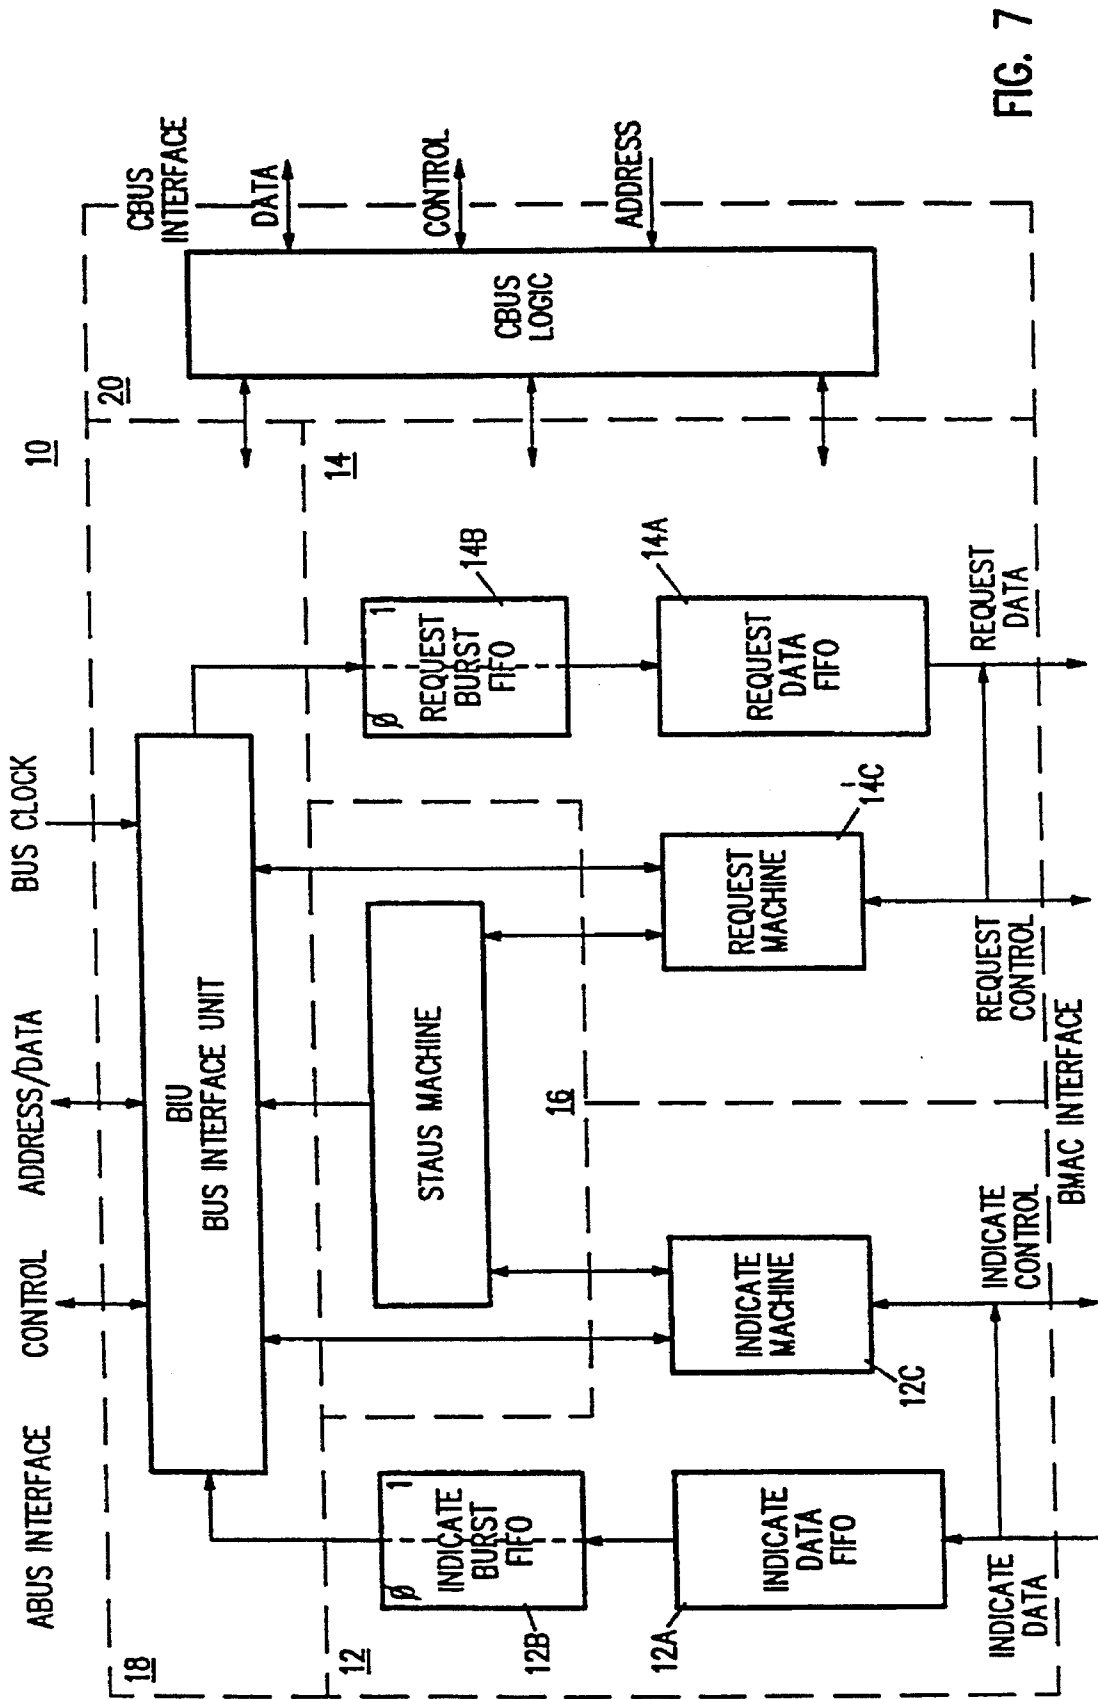 ABUS INTERFACE
CONTROL
ADDRESS/DATA
BUS CLOCK
10
18
BIU
BUS INTERFACE UNIT
20
CBUS
INTERFACE
DATA
CONTROL
ADDRESS
CBUS
LOGIC
12
14
STAUS MACHINE
16
Ø
1
INDICATE
BURST
FIFO
12B
Ø
1
REQUEST
BURST
FIFO
14B
12A
INDICATE
DATA FIFO
INDICATE
MACHINE
12C
REQUEST
MACHINE
14C
REQUEST
DATA
FIFO
14A
INDICATE
DATA
INDICATE
CONTROL
REQUEST
CONTROL
REQUEST
DATA
BMAC INTERFACE
FIG. 7